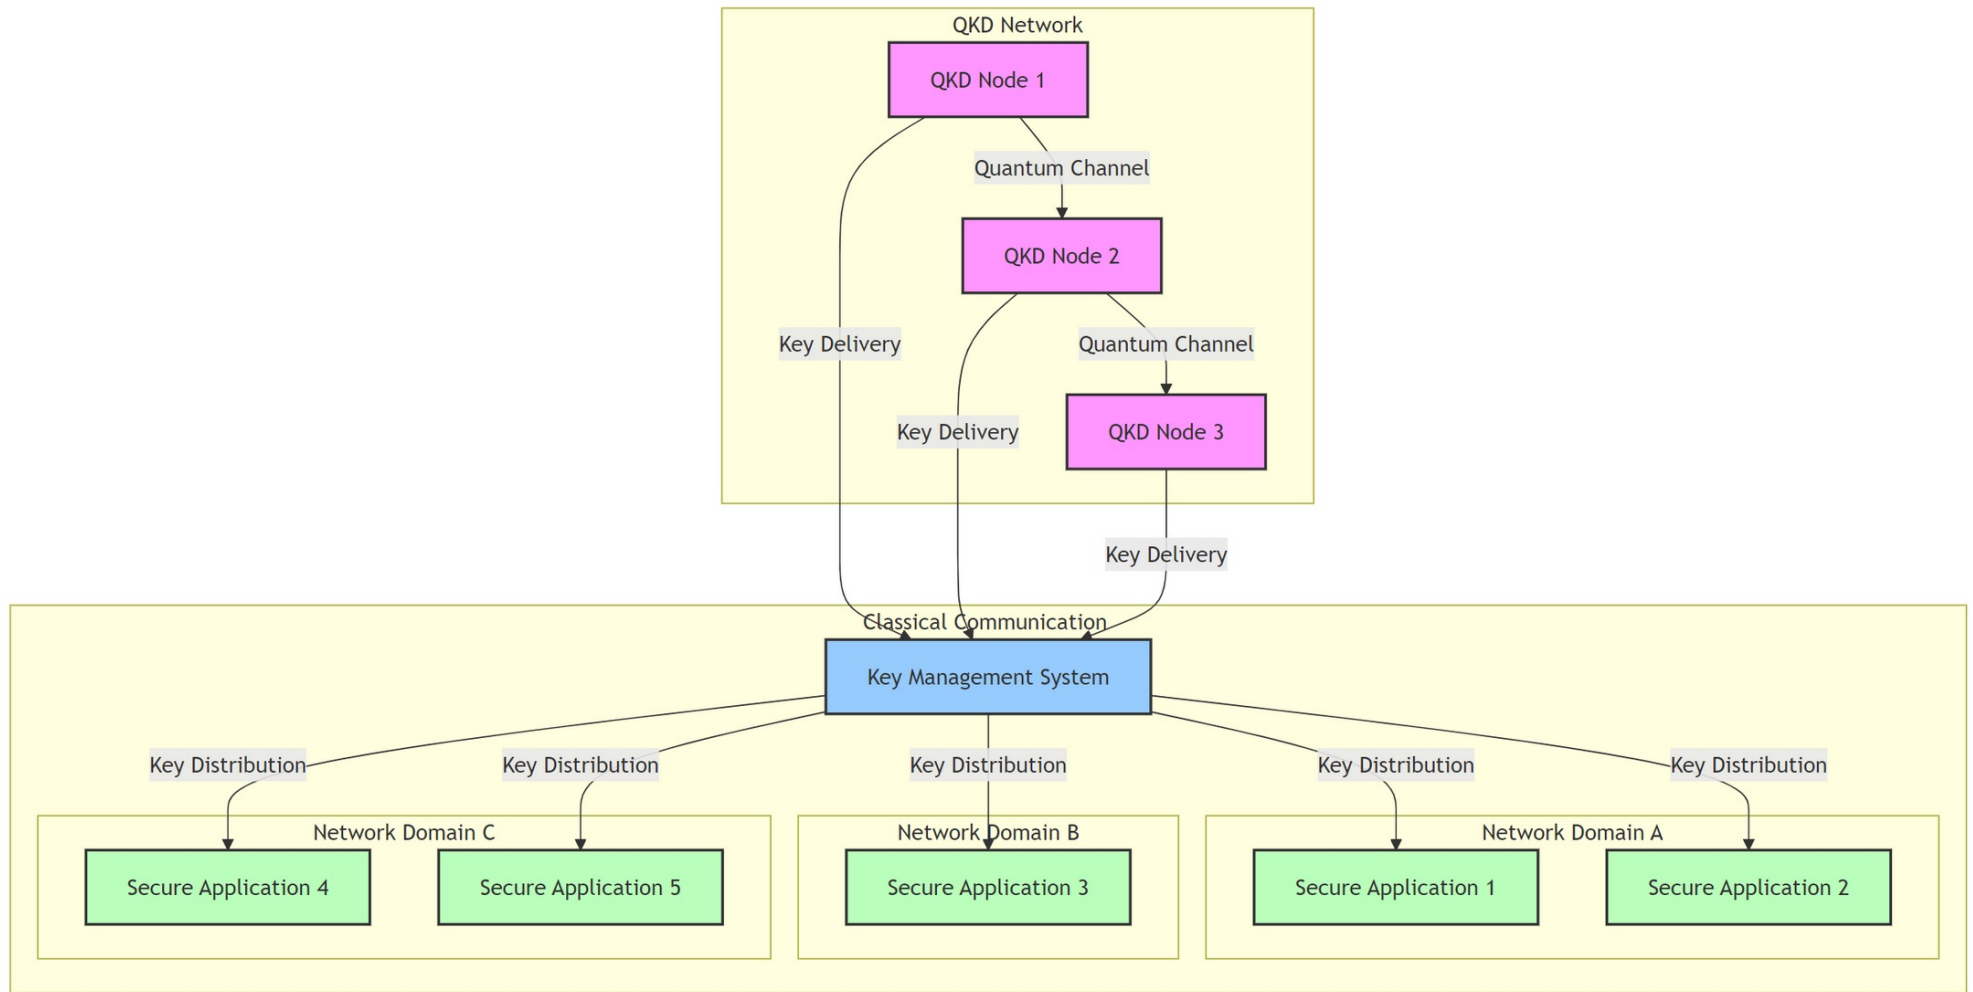 QKD Network
QKD Node 1
Quantum Channel
QKD Node 2
Key Delivery
Quantum Channel
Key Delivery
QKD Node 3
Key Delivery
Classical Communication
Key Management System
Key Distribution
Key Distribution
Key Distribution
Key Distribution
Key Distribution
Network Domain C
Network Domain B
Network Domain A
Secure Application 4
Secure Application 5
Secure Application 3
Secure Application 1
Secure Application 2